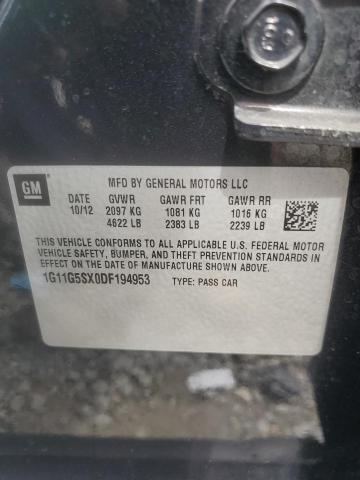 GM
MFD BY GENERAL MOTORS LLC
DATE GVWR GAWR FRT GAWR RR
10/12 2097 KG 1081 KG 1016 KG
4622 LB 2383 LB 2239 LB
THIS VEHICLE CONFORMS TO ALL APPLICABLE U.S. FEDERAL MOTOR
VEHICLE SAFETY, BUMPER, AND THEFT PREVENTION STANDARDS IN
EFFECT ON THE DATE OF MANUFACTURE SHOWN ABOVE.
1G11G5SX0DF194953 TYPE: PASS CAR